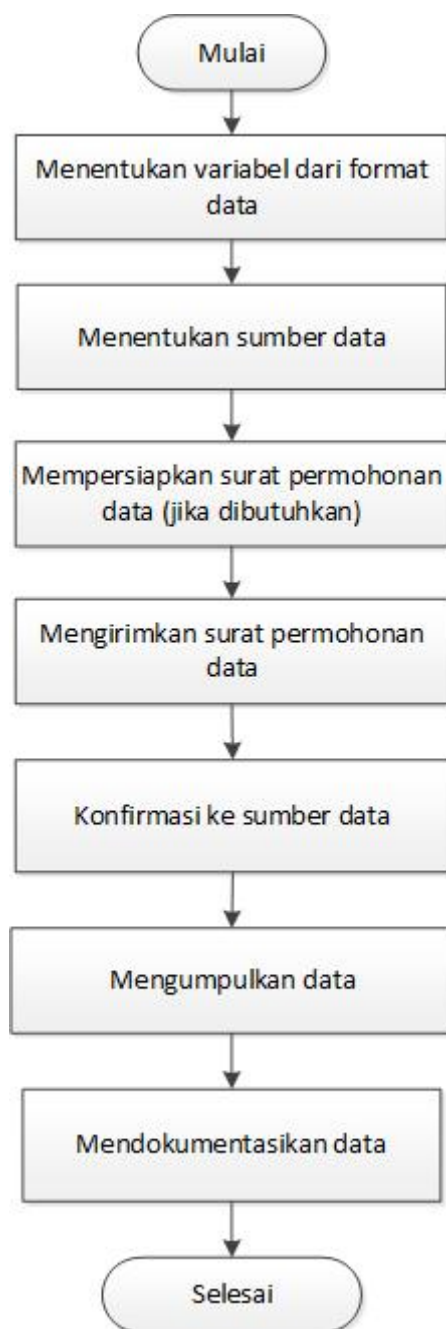 Mulai
Menentukan variabel dari format
data
Menentukan sumber data
Mempersiapkan surat permohonan
data (jika dibutuhkan)
Mengirimkan surat permohonan
data
Konfirmasi ke sumber data
Mengumpulkan data
Mendokumentasikan data
Selesai